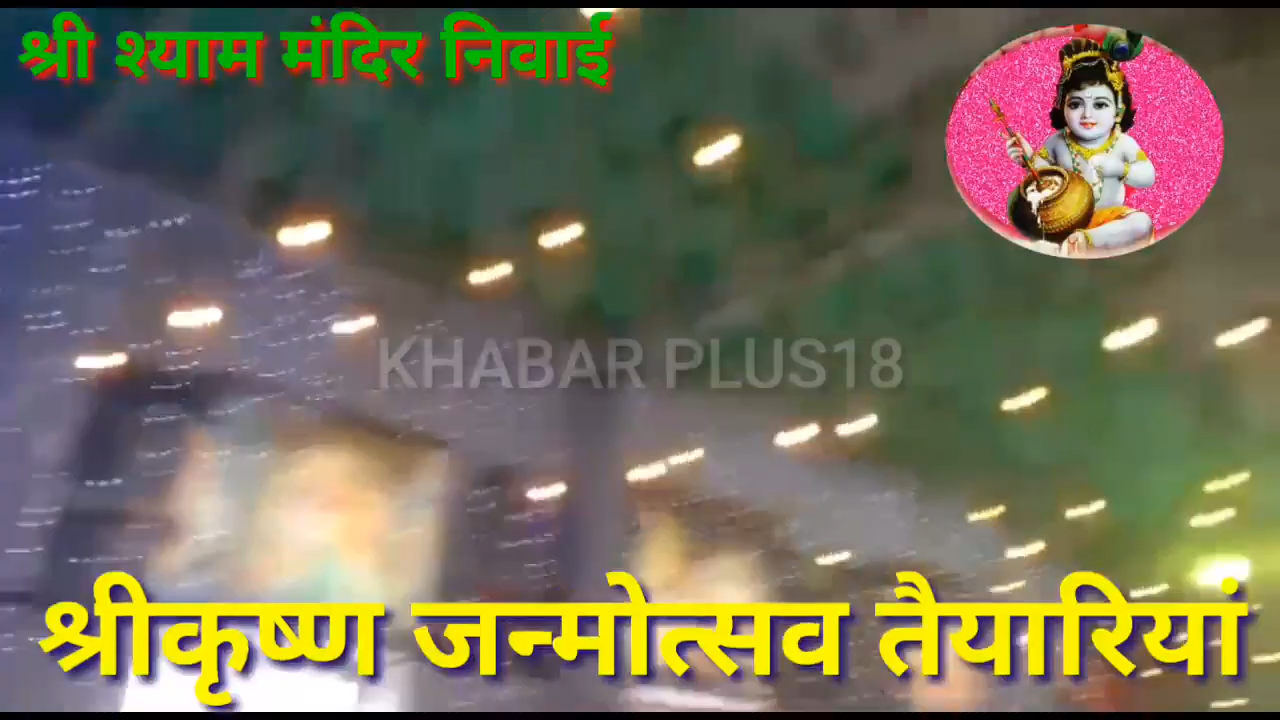 श्री श्याम मंदिर निवाई
KHABAR PLUS18
श्रीकृष्ण जन्मोत्सव तैयारियां